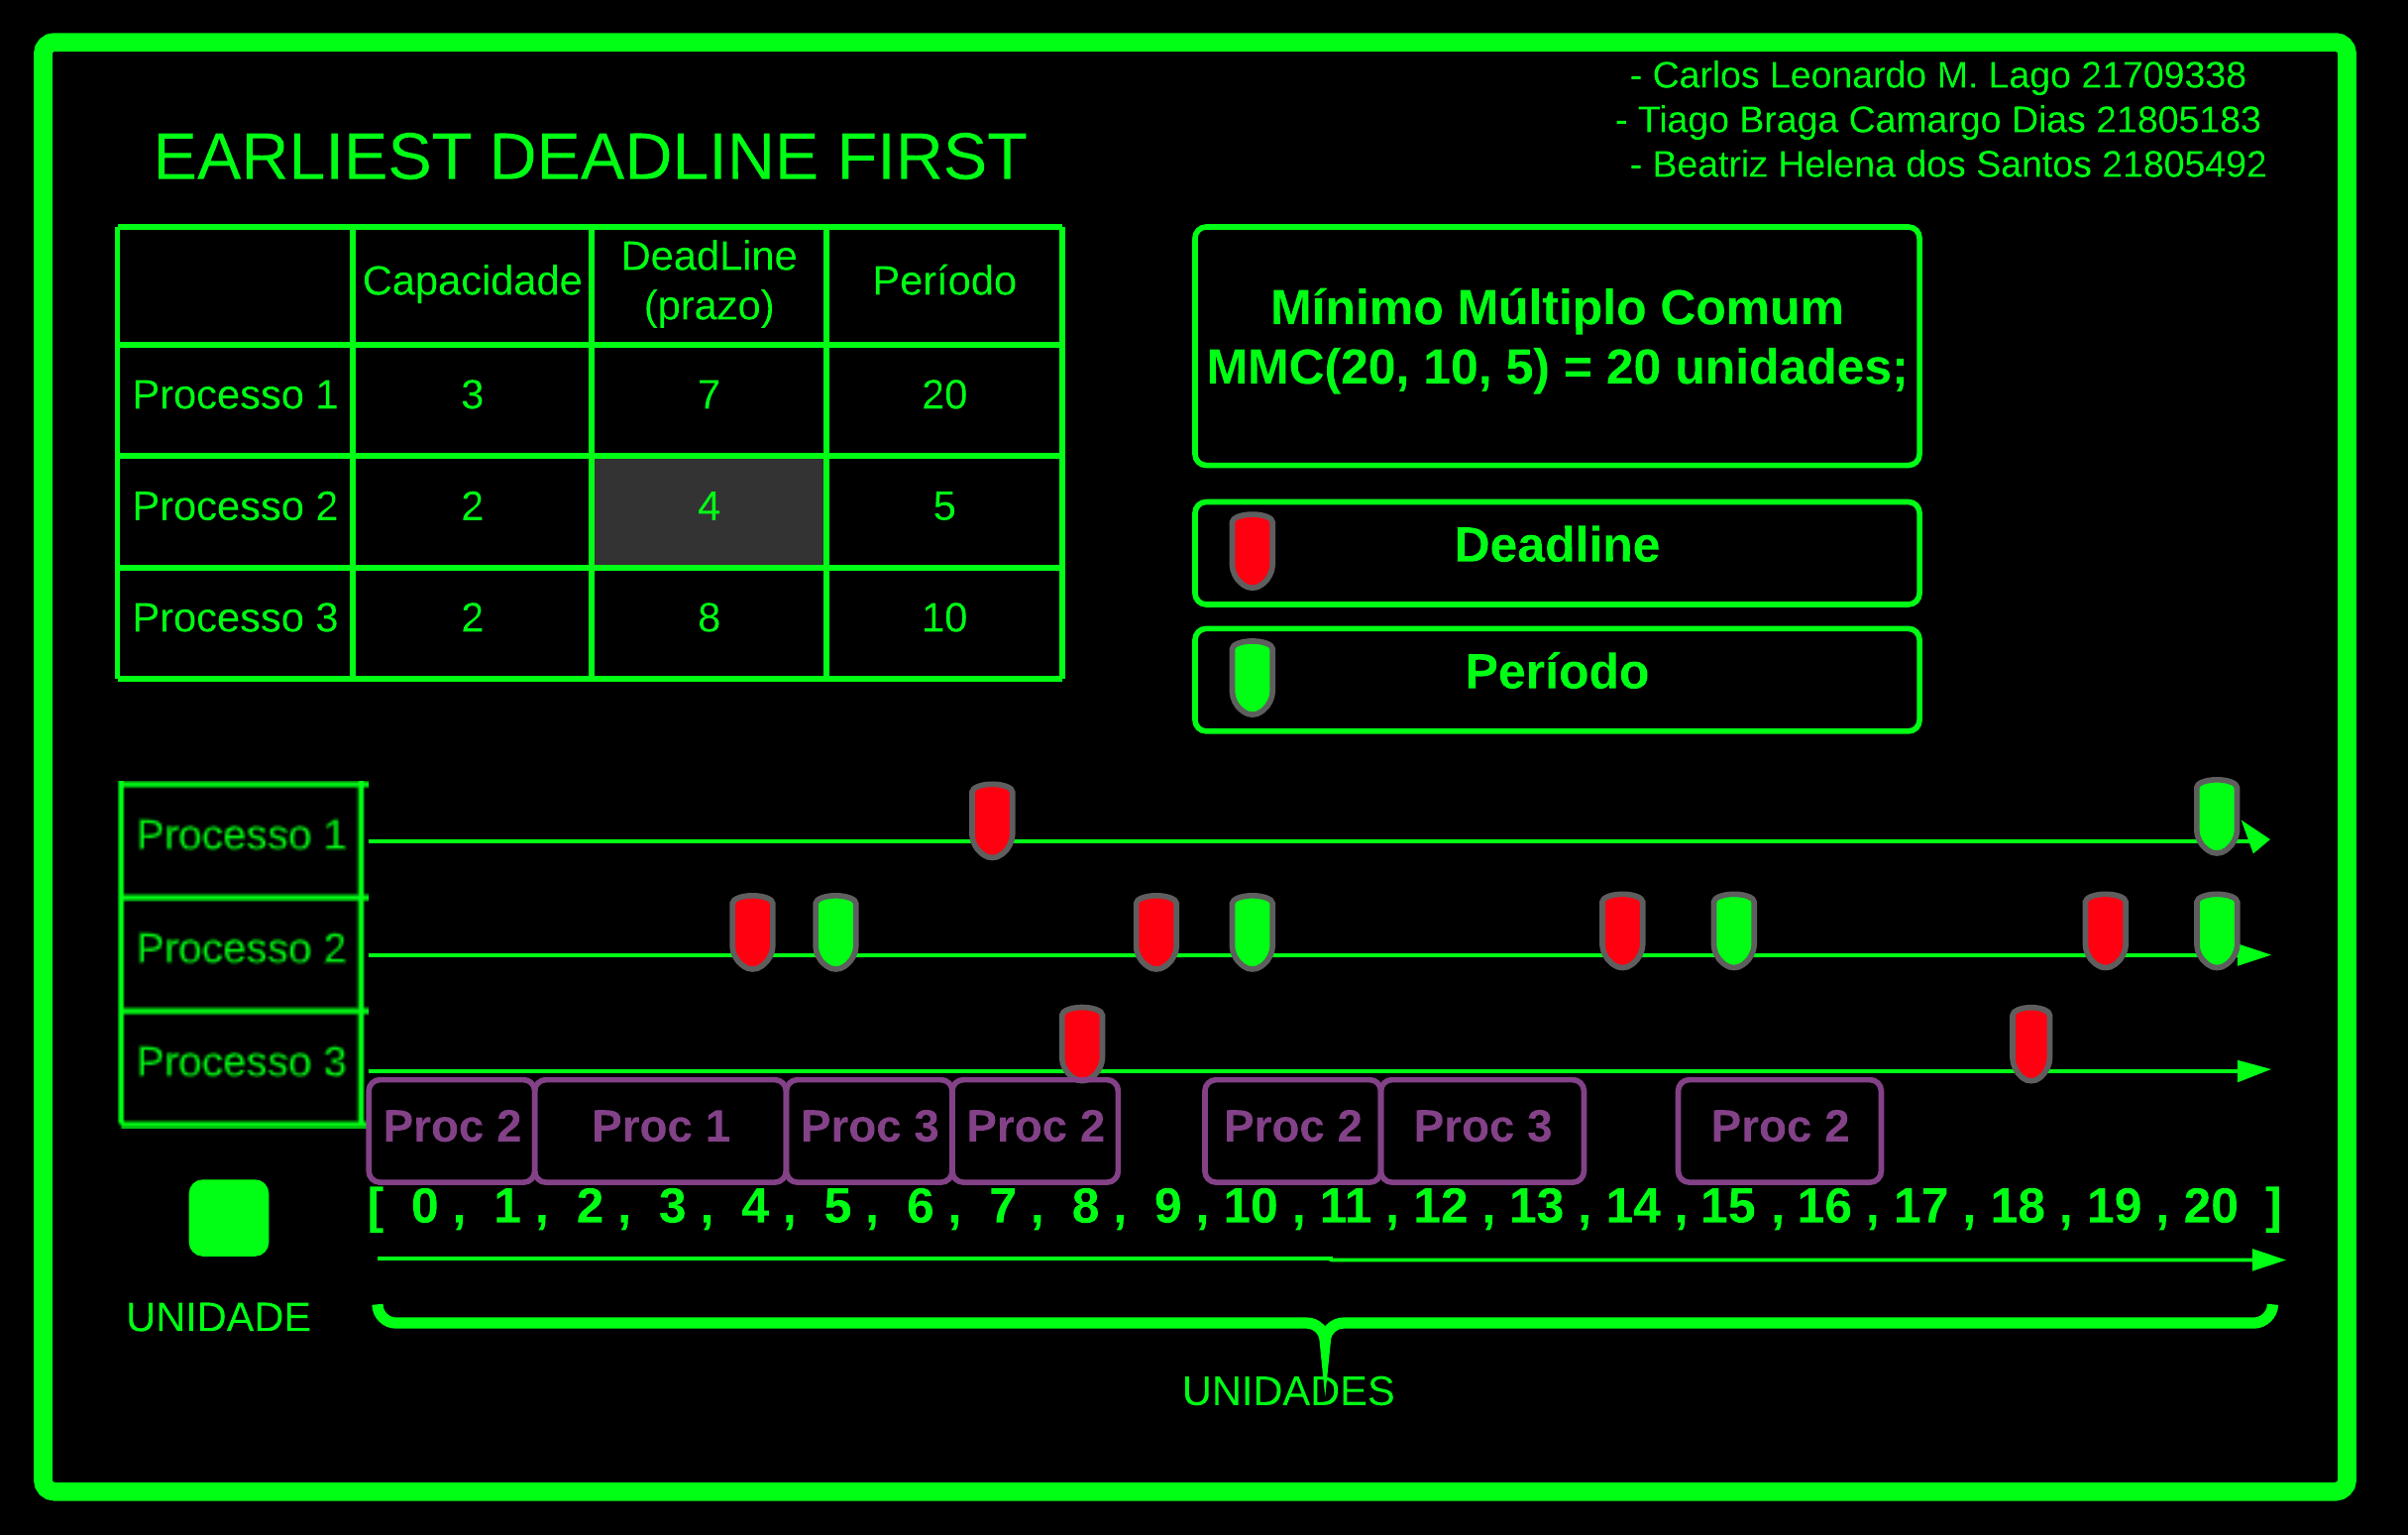 - Carlos Leonardo M. Lago 21709338
- Tiago Braga Camargo Dias 21805183
- Beatriz Helena dos Santos 21805492
EARLIEST DEADLINE FIRST
Capacidade DeadLine (prazo) Período
Processo 1 3 7 20
Processo 2 2 4 5
Processo 3 2 8 10
Mínimo Múltiplo Comum
MMC(20, 10, 5) = 20 unidades;
Deadline
Período
Processo 1
Processo 2
Processo 3
Proc 2 Proc 1 Proc 3 Proc 2 Proc 2 Proc 3 Proc 2
[ 0 , 1 , 2 , 3 , 4 , 5 , 6 , 7 , 8 , 9 , 10 , 11 , 12 , 13 , 14 , 15 , 16 , 17 , 18 , 19 , 20 ]
UNIDADE
UNIDADES